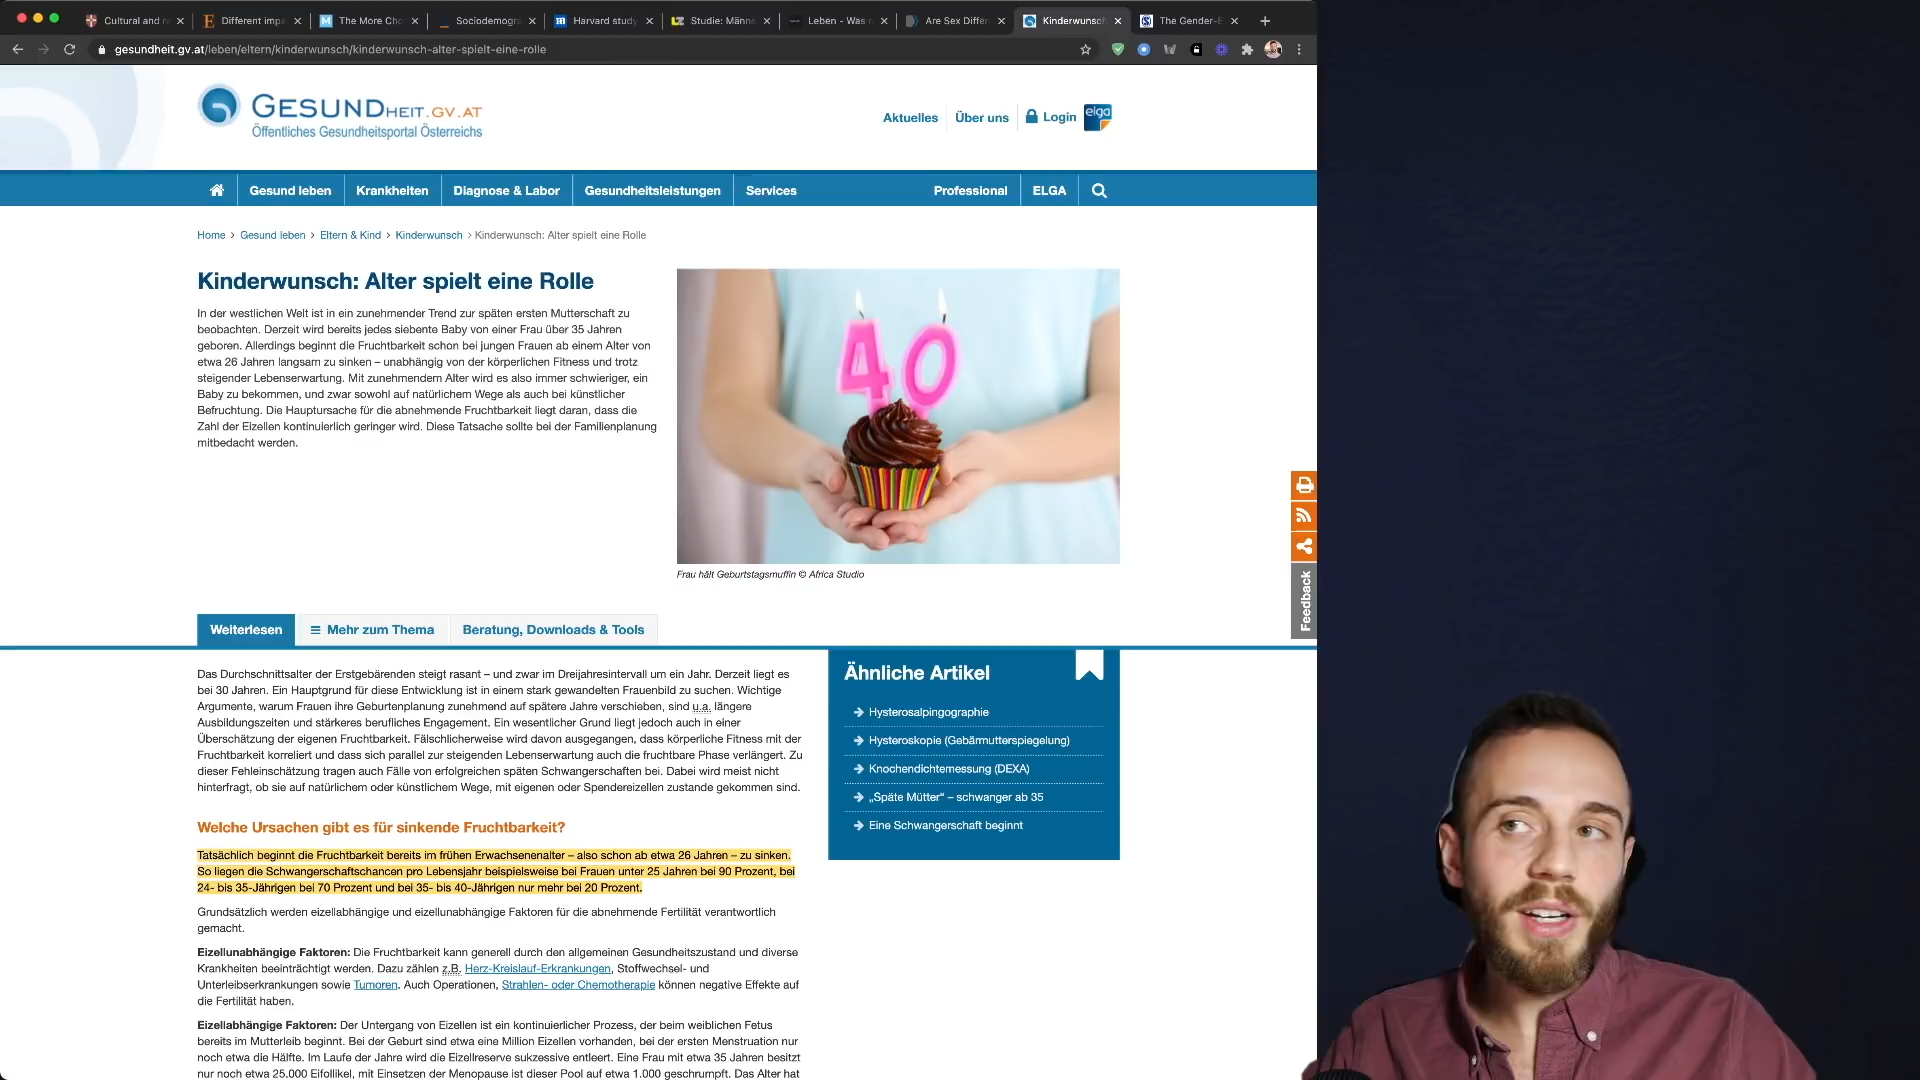 Cultural and re
Different impa
The More Cho
Sociodemogra
Harvard study
Studie: Männe
Leben - Was n
Are Sex Differ
Kinderwunsch
The Gender-E
gesundheit.gv.at/leben/eltern/kinderwunsch/kinderwunsch-alter-spielt-eine-rolle
GESUNDHEIT.GV.AT
Öffentliches Gesundheitsportal Österreichs
Aktuelles
Über uns
Login
elga
Gesund leben
Krankheiten
Diagnose & Labor
Gesundheitsleistungen
Services
Professional
ELGA
Home > Gesund leben > Eltern & Kind > Kinderwunsch > Kinderwunsch: Alter spielt eine Rolle
Kinderwunsch: Alter spielt eine Rolle
In der westlichen Welt ist in ein zunehmender Trend zur späten ersten Mutterschaft zu
beobachten. Derzeit wird bereits jedes siebente Baby von einer Frau über 35 Jahren
geboren. Allerdings beginnt die Fruchtbarkeit schon bei jungen Frauen ab einem Alter von
etwa 26 Jahren langsam zu sinken – unabhängig von der körperlichen Fitness und trotz
steigender Lebenserwartung. Mit zunehmendem Alter wird es also immer schwieriger, ein
Baby zu bekommen, und zwar sowohl auf natürlichem Wege als auch bei künstlicher
Befruchtung. Die Hauptursache für die abnehmende Fruchtbarkeit liegt daran, dass die
Zahl der Eizellen kontinuierlich geringer wird. Diese Tatsache sollte bei der Familienplanung
mitbedacht werden.
40
Frau hält Geburtstagsmuffin © Africa Studio
Feedback
Weiterlesen
Mehr zum Thema
Beratung, Downloads & Tools
Das Durchschnittsalter der Erstgebärenden steigt rasant – und zwar im Dreijahresintervall um ein Jahr. Derzeit liegt es
bei 30 Jahren. Ein Hauptgrund für diese Entwicklung ist in einem stark gewandelten Frauenbild zu suchen. Wichtige
Argumente, warum Frauen ihre Geburtenplanung zunehmend auf spätere Jahre verschieben, sind u.a. längere
Ausbildungszeiten und stärkeres berufliches Engagement. Ein wesentlicher Grund liegt jedoch auch in einer
Überschätzung der eigenen Fruchtbarkeit. Fälschlicherweise wird davon ausgegangen, dass körperliche Fitness mit der
Fruchtbarkeit korreliert und dass sich parallel zur steigenden Lebenserwartung auch die fruchtbare Phase verlängert. Zu
dieser Fehleinschätzung tragen auch Fälle von erfolgreichen späten Schwangerschaften bei. Dabei wird meist nicht
hinterfragt, ob sie auf natürlichem oder künstlichem Wege, mit eigenen oder Spendereizellen zustande gekommen sind.
Ähnliche Artikel
Hysterosalpingographie
Hysteroskopie (Gebärmutterspiegelung)
Knochendichtemessung (DEXA)
„Späte Mütter“ – schwanger ab 35
Eine Schwangerschaft beginnt
Welche Ursachen gibt es für sinkende Fruchtbarkeit?
Tatsächlich beginnt die Fruchtbarkeit bereits im frühen Erwachsenenalter – also schon ab etwa 26 Jahren – zu sinken.
So liegen die Schwangerschaftschancen pro Lebensjahr beispielsweise bei Frauen unter 25 Jahren bei 90 Prozent, bei
24- bis 35-Jährigen bei 70 Prozent und bei 35- bis 40-Jährigen nur mehr bei 20 Prozent.
Grundsätzlich werden eizellabhängige und eizellunabhängige Faktoren für die abnehmende Fertilität verantwortlich
gemacht.
Eizellunabhängige Faktoren: Die Fruchtbarkeit kann generell durch den allgemeinen Gesundheitszustand und diverse
Krankheiten beeinträchtigt werden. Dazu zählen z.B. Herz-Kreislauf-Erkrankungen, Stoffwechsel- und
Unterleibserkrankungen sowie Tumoren. Auch Operationen, Strahlen- oder Chemotherapie können negative Effekte auf
die Fertilität haben.
Eizellabhängige Faktoren: Der Untergang von Eizellen ist ein kontinuierlicher Prozess, der beim weiblichen Fetus
bereits im Mutterleib beginnt. Bei der Geburt sind etwa eine Million Eizellen vorhanden, bei der ersten Menstruation nur
noch etwa die Hälfte. Im Laufe der Jahre wird die Eizellreserve sukzessive entleert. Eine Frau mit etwa 35 Jahren besitzt
nur noch etwa 25.000 Eifollikel, mit Einsetzen der Menopause ist dieser Pool auf etwa 1.000 geschrumpft. Das Alter hat